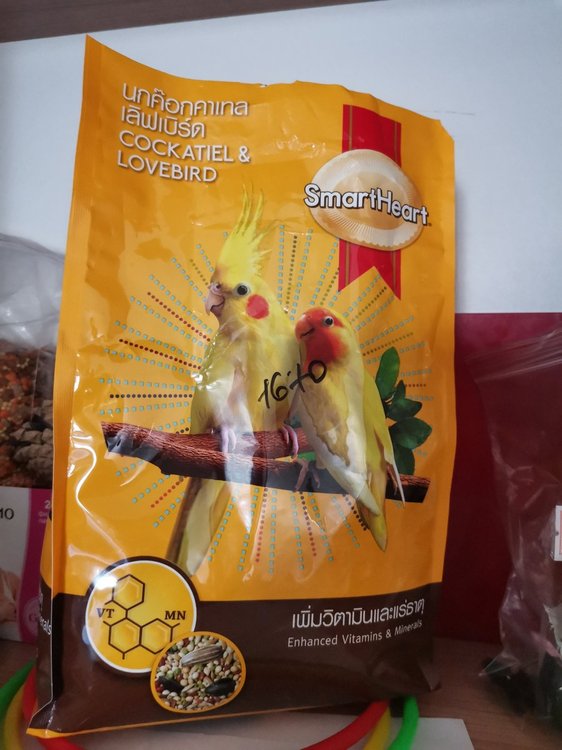 นกค๊อกคาเทล
เลิฟเบิร์ด
COCKATIEL &
LOVEBIRD
SmartHeart
VT
MN
เพิ่มวิตามินและแร่ธาตุ
Enhanced Vitamins & Minerals